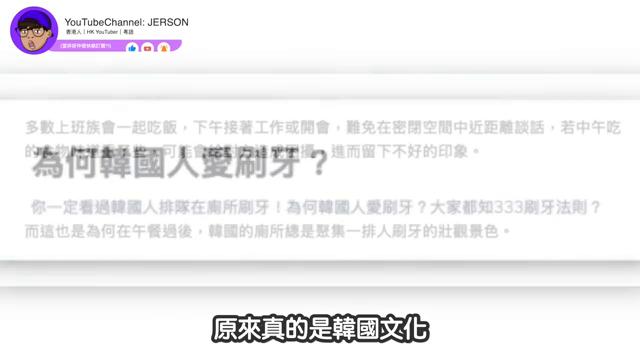 YouTubeChannel: JERSON
香港人 | HK YouTuber | 粵語
多數上班族會一起吃飯，下午接著工作或開會，難免在密閉空間中近距離談話，若中午吃
為何韓國人愛刷牙？
進而留下不好的印象。
你一定看過韓國人排隊在廁所刷牙！為何韓國人愛刷牙？大家都知333刷牙法則？
而這也是為何在午餐過後，韓國的廁所總是聚集一排人刷牙的壯觀景色。
原來真的是韓國文化